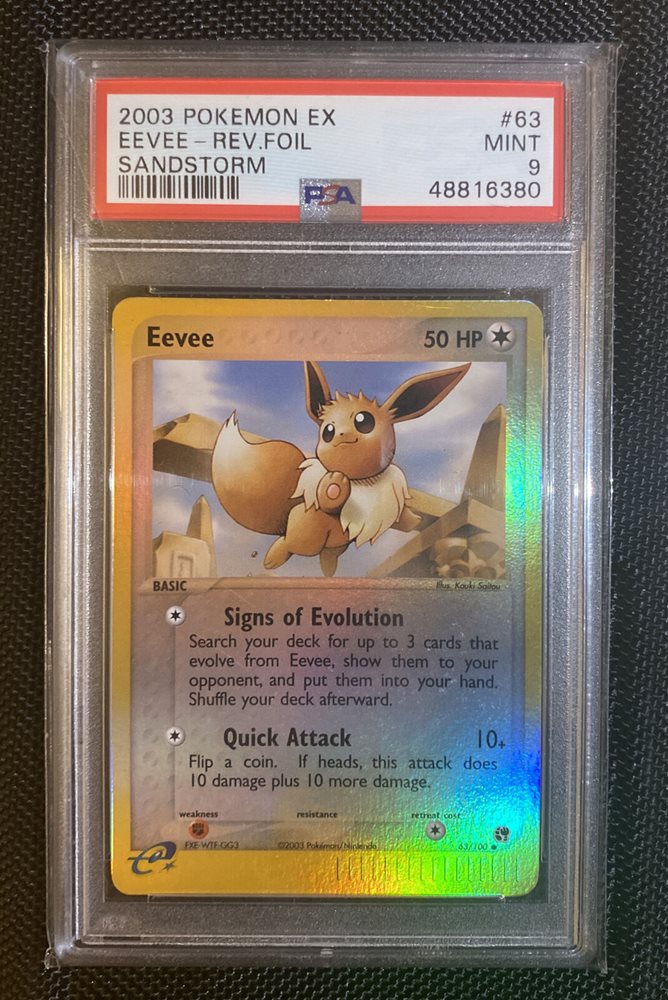 2003 POKEMON EX #63
EEVEE - REV.FOIL MINT
SANDSTORM 9
PSA 48816380
Eevee 50 HP
BASIC Illus. Kouki Saitou
Signs of Evolution
Search your deck for up to 3 cards that
evolve from Eevee, show them to your
opponent, and put them into your hand.
Shuffle your deck afterward.
Quick Attack 10+
Flip a coin. If heads, this attack does
10 damage plus 10 more damage.
weakness resistance retreat cost
FXE-WTF-GG3 ©2003 Pokémon/Nintendo 63/100
e